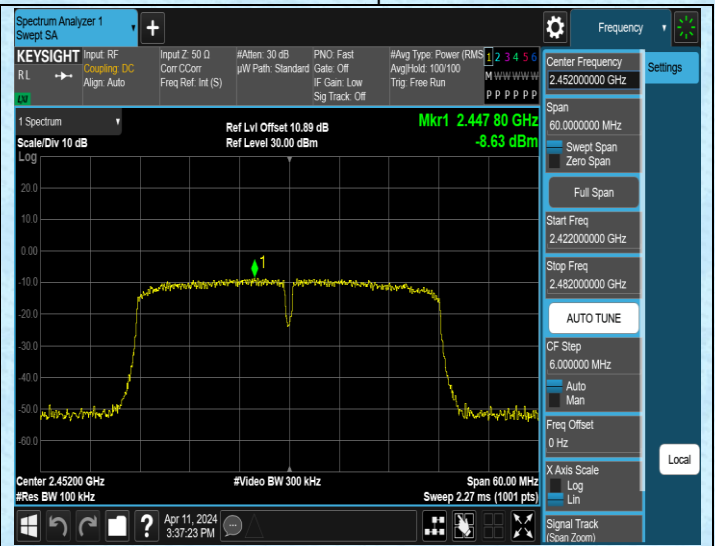 Spectrum Analyzer 1
Swept SA
Frequency
KEYSIGHT
RL
LXI
Input: RF
Coupling: DC
Align: Auto
Input Z: 50 Ω
Corr CCorr
Freq Ref: Int (S)
#Atten: 30 dB
µW Path: Standard
PNO: Fast
Gate: Off
IF Gain: Low
Sig Track: Off
#Avg Type: Power (RMS
Avg|Hold: 100/100
Trig: Free Run
1 2 3 4 5 6
M W W W W W
P P P P P P
1 Spectrum
Scale/Div 10 dB
Log
Ref Lvl Offset 10.89 dB
Ref Level 30.00 dBm
Mkr1 2.447 80 GHz
-8.63 dBm
1
20.0
10.0
0.00
-10.0
-20.0
-30.0
-40.0
-50.0
-60.0
Center 2.45200 GHz
#Res BW 100 kHz
#Video BW 300 kHz
Span 60.00 MHz
Sweep 2.27 ms (1001 pts)
Apr 11, 2024
3:37:23 PM
?
Center Frequency
2.452000000 GHz
Settings
Span
60.0000000 MHz
Swept Span
Zero Span
Full Span
Start Freq
2.422000000 GHz
Stop Freq
2.482000000 GHz
AUTO TUNE
CF Step
6.000000 MHz
Auto
Man
Freq Offset
0 Hz
X Axis Scale
Log
Lin
Local
Signal Track
(Span Zoom)